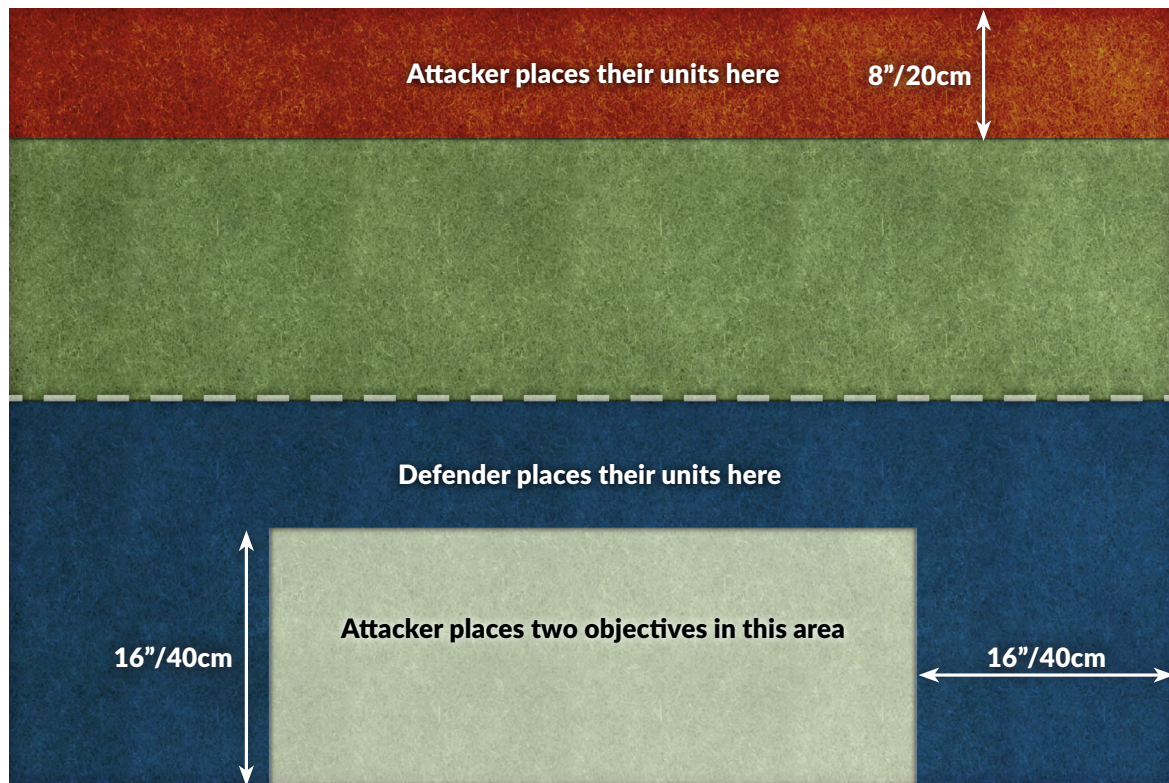 Attacker places their units here
8”/20cm
Defender places their units here
Attacker places two objectives in this area
16”/40cm
16”/40cm